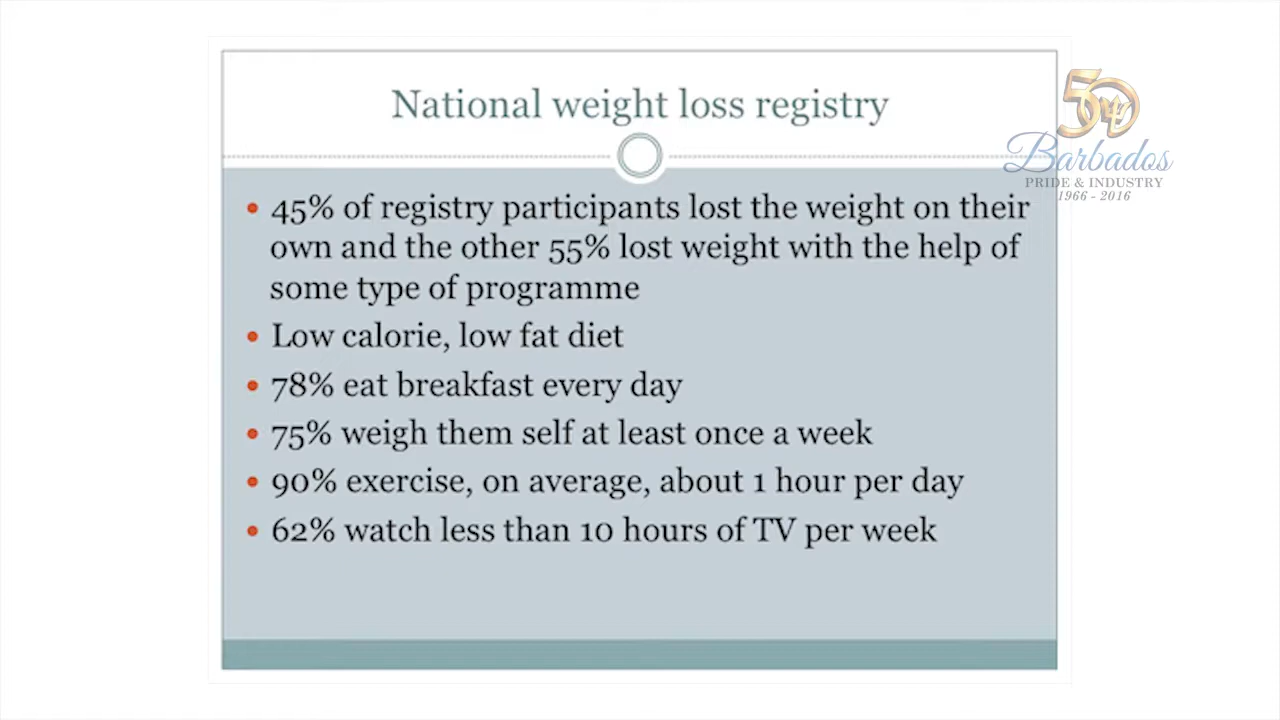 National weight loss registry
• 45% of registry participants lost the weight on their
own and the other 55% lost weight with the help of
some type of programme
• Low calorie, low fat diet
• 78% eat breakfast every day
• 75% weigh them self at least once a week
• 90% exercise, on average, about 1 hour per day
• 62% watch less than 10 hours of TV per week
50
Barbados
PRIDE & INDUSTRY
1966 - 2016